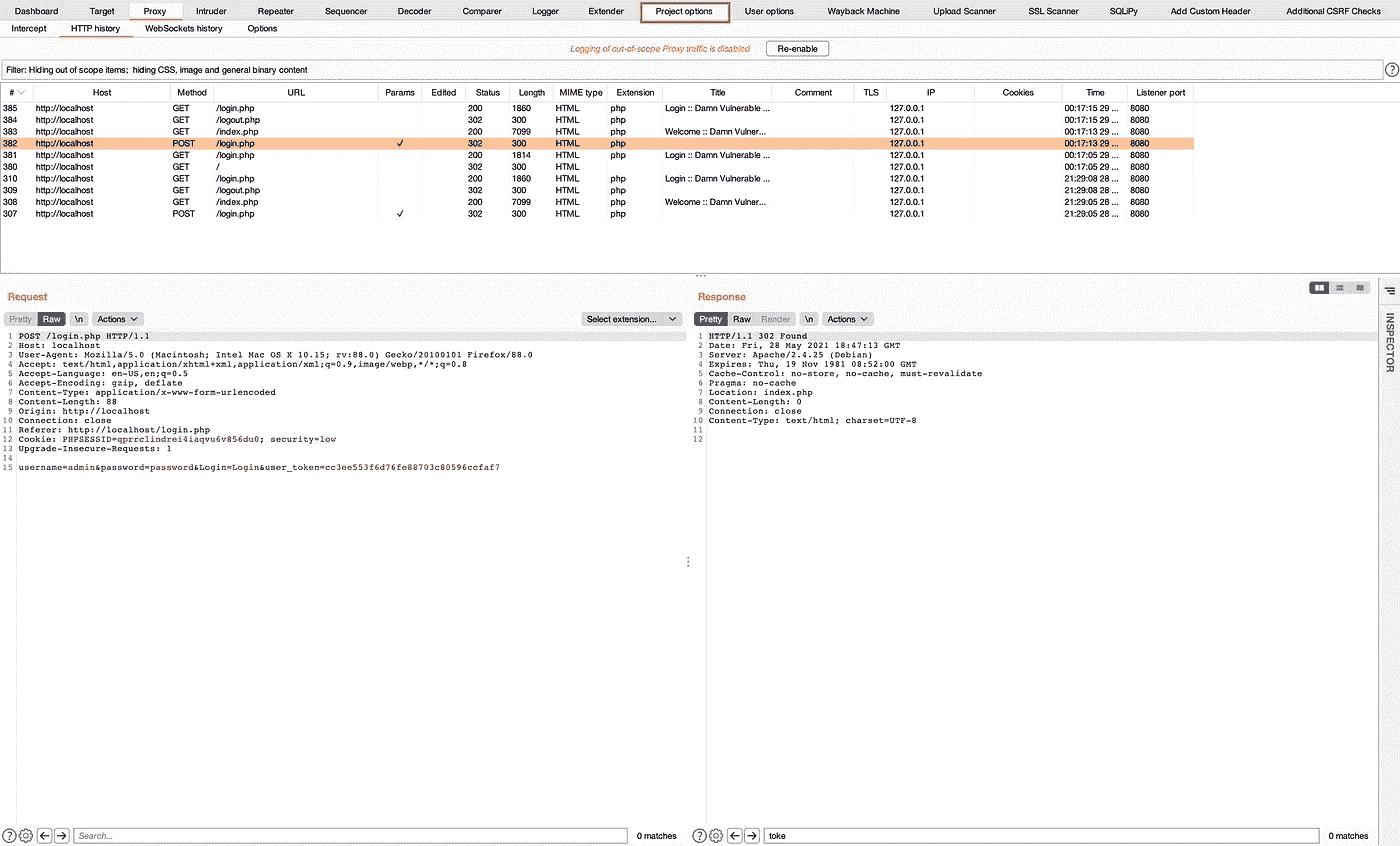 Dashboard Target Proxy Intruder Repeater Sequencer Decoder Comparer Logger Extender Project options User options Wayback Machine Upload Scanner SSL Scanner SQLiPy Add Custom Header Additional CSRF Checks
Intercept HTTP history WebSockets history Options
Logging of out-of-scope Proxy traffic is disabled Re-enable
Filter: Hiding out of scope items; hiding CSS, image and general binary content ?
# Host Method URL Params Edited Status Length MIME type Extension Title Comment TLS IP Cookies Time Listener port
385 http://localhost GET /login.php 200 1860 HTML php Login :: Damn Vulnerable ... 127.0.0.1 00:17:15 29 ... 8080
384 http://localhost GET /logout.php 302 300 HTML php 127.0.0.1 00:17:15 29 ... 8080
383 http://localhost GET /index.php 200 7099 HTML php Welcome :: Damn Vulner... 127.0.0.1 00:17:13 29 ... 8080
382 http://localhost POST /login.php ✓ 302 300 HTML php 127.0.0.1 00:17:13 29 ... 8080
381 http://localhost GET /login.php 200 1814 HTML php Login :: Damn Vulnerable ... 127.0.0.1 00:17:05 29 ... 8080
380 http://localhost GET / 302 300 HTML 127.0.0.1 00:17:05 29 ... 8080
310 http://localhost GET /login.php 200 1860 HTML php Login :: Damn Vulnerable ... 127.0.0.1 21:29:08 28 ... 8080
309 http://localhost GET /logout.php 302 300 HTML php 127.0.0.1 21:29:08 28 ... 8080
308 http://localhost GET /index.php 200 7099 HTML php Welcome :: Damn Vulner... 127.0.0.1 21:29:05 28 ... 8080
307 http://localhost POST /login.php ✓ 302 300 HTML php 127.0.0.1 21:29:05 28 ... 8080
Request
Pretty Raw \n Actions Select extension...
1 POST /login.php HTTP/1.1
2 Host: localhost
3 User-Agent: Mozilla/5.0 (Macintosh; Intel Mac OS X 10.15; rv:88.0) Gecko/20100101 Firefox/88.0
4 Accept: text/html,application/xhtml+xml,application/xml;q=0.9,image/webp,*/*;q=0.8
5 Accept-Language: en-US,en;q=0.5
6 Accept-Encoding: gzip, deflate
7 Content-Type: application/x-www-form-urlencoded
8 Content-Length: 88
9 Origin: http://localhost
10 Connection: close
11 Referer: http://localhost/login.php
12 Cookie: PHPSESSID=qprrclindrei4iaqvu6v856du0; security=low
13 Upgrade-Insecure-Requests: 1
14
15 username=admin&password=password&Login=Login&user_token=cc3ee553f6d76fe88703c80596ccfaf7
? Search... 0 matches
Response
Pretty Raw Render \n Actions
1 HTTP/1.1 302 Found
2 Date: Fri, 28 May 2021 18:47:13 GMT
3 Server: Apache/2.4.25 (Debian)
4 Expires: Thu, 19 Nov 1981 08:52:00 GMT
5 Cache-Control: no-store, no-cache, must-revalidate
6 Pragma: no-cache
7 Location: index.php
8 Content-Length: 0
9 Connection: close
10 Content-Type: text/html; charset=UTF-8
11
12
? toke 0 matches
INSPECTOR